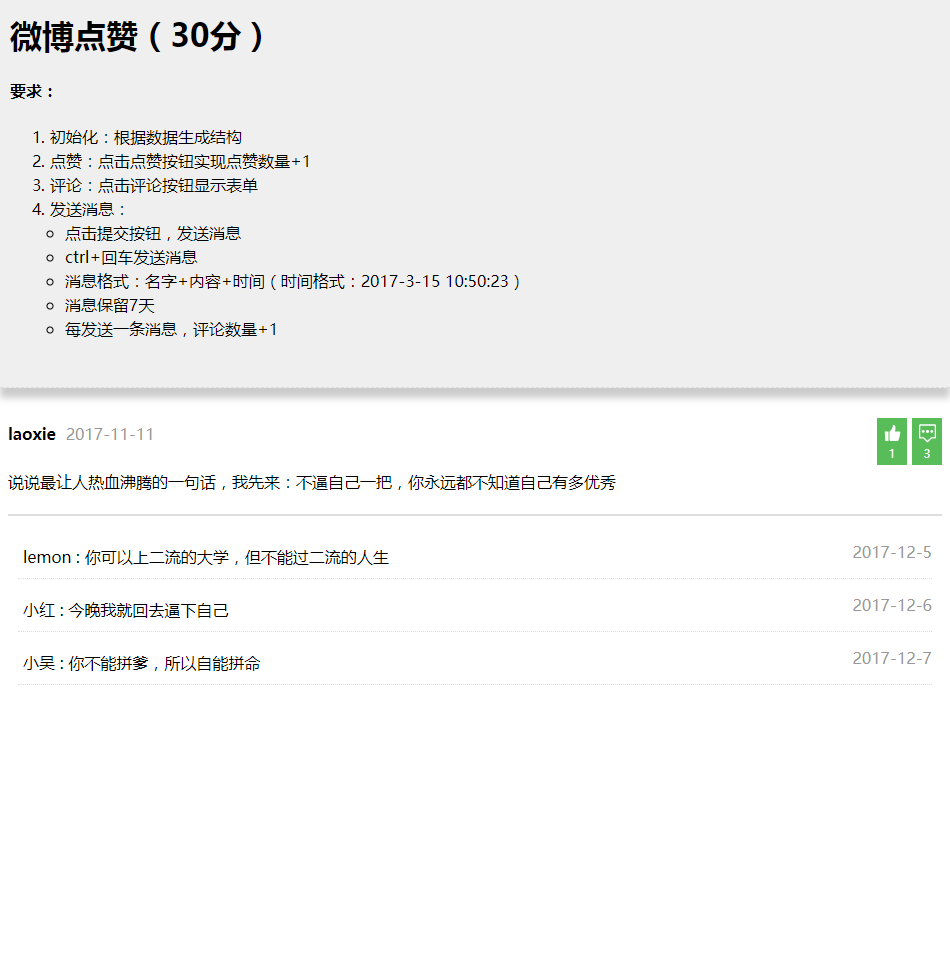 微博点赞（30分）
要求：
1. 初始化：根据数据生成结构
2. 点赞：点击点赞按钮实现点赞数量+1
3. 评论：点击评论按钮显示表单
4. 发送消息：
点击提交按钮，发送消息
ctrl+回车发送消息
消息格式：名字+内容+时间（时间格式：2017-3-15 10:50:23）
消息保留7天
每发送一条消息，评论数量+1
laoxie 2017-11-11
1 3
说说最让人热血沸腾的一句话，我先来：不逼自己一把，你永远都不知道自己有多优秀
lemon : 你可以上二流的大学，但不能过二流的人生 2017-12-5
小红 : 今晚我就回去逼下自己 2017-12-6
小吴 : 你不能拼爹，所以自能拼命 2017-12-7